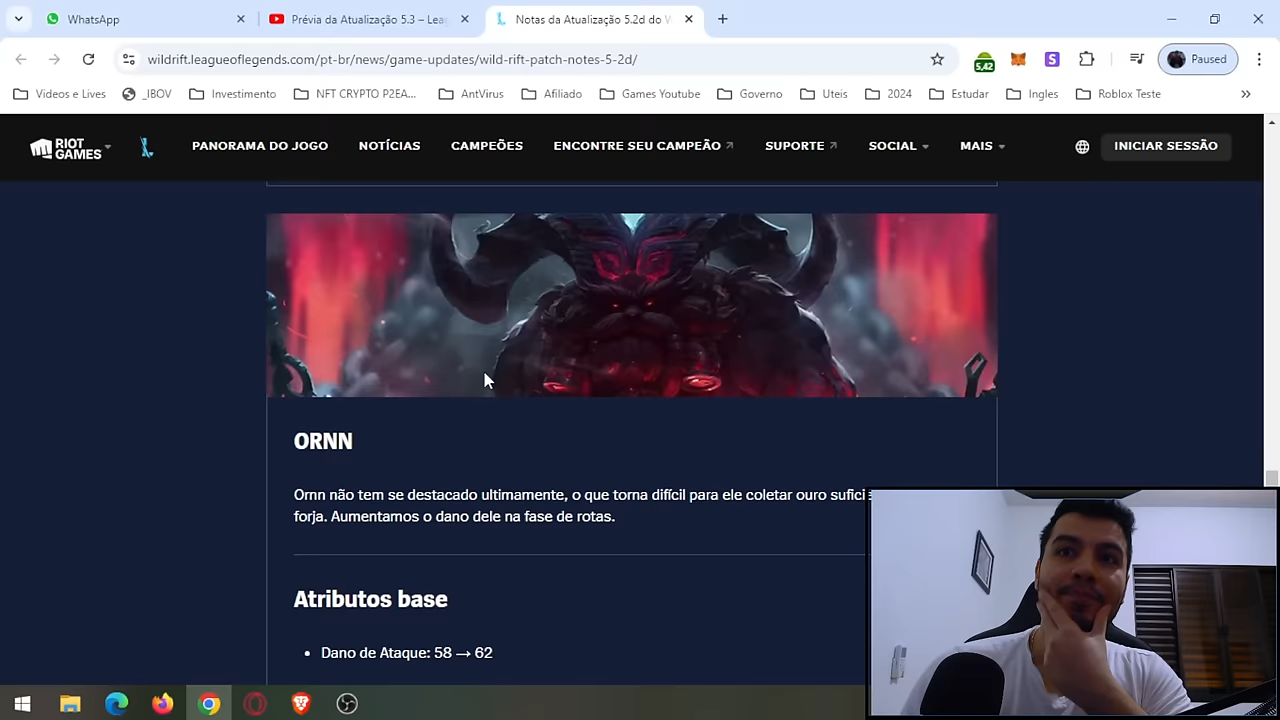 WhatsApp
Prévia da Atualização 5.3 – Lea
Notas da Atualização 5.2d do W
wildrift.leagueoflegends.com/pt-br/news/game-updates/wild-rift-patch-notes-5-2d/
5,42
S
Paused
Videos e Lives
_IBOV
Investimento
NFT CRYPTO P2EA...
AntVirus
Afiliado
Games Youtube
Governo
Uteis
2024
Estudar
Ingles
Roblox Teste
RIOT GAMES
PANORAMA DO JOGO
NOTÍCIAS
CAMPEÕES
ENCONTRE SEU CAMPEÃO
SUPORTE
SOCIAL
MAIS
INICIAR SESSÃO
ORNN
Ornn não tem se destacado ultimamente, o que torna difícil para ele coletar ouro
forja. Aumentamos o dano dele na fase de rotas.
Atributos base
• Dano de Ataque: 58 → 62